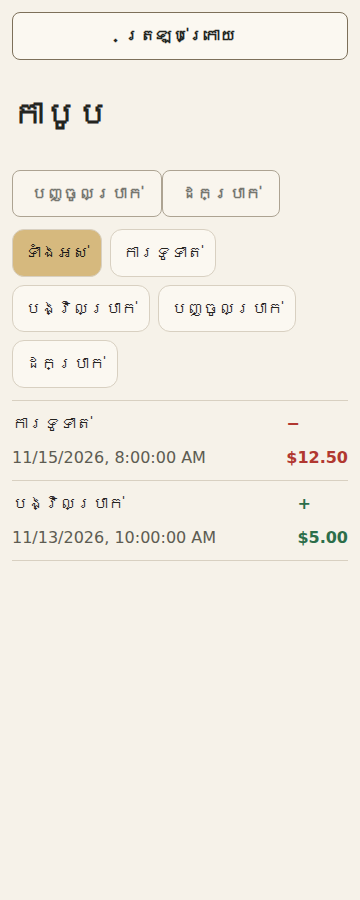 ត្រឡប់ក្រោយ
កាបូប
បញ្ចូលប្រាក់ ដកប្រាក់
ទាំងអស់ ការទូទាត់
បង្វិលប្រាក់ បញ្ចូលប្រាក់
ដកប្រាក់
ការទូទាត់ −
11/15/2026, 8:00:00 AM $12.50
បង្វិលប្រាក់ +
11/13/2026, 10:00:00 AM $5.00